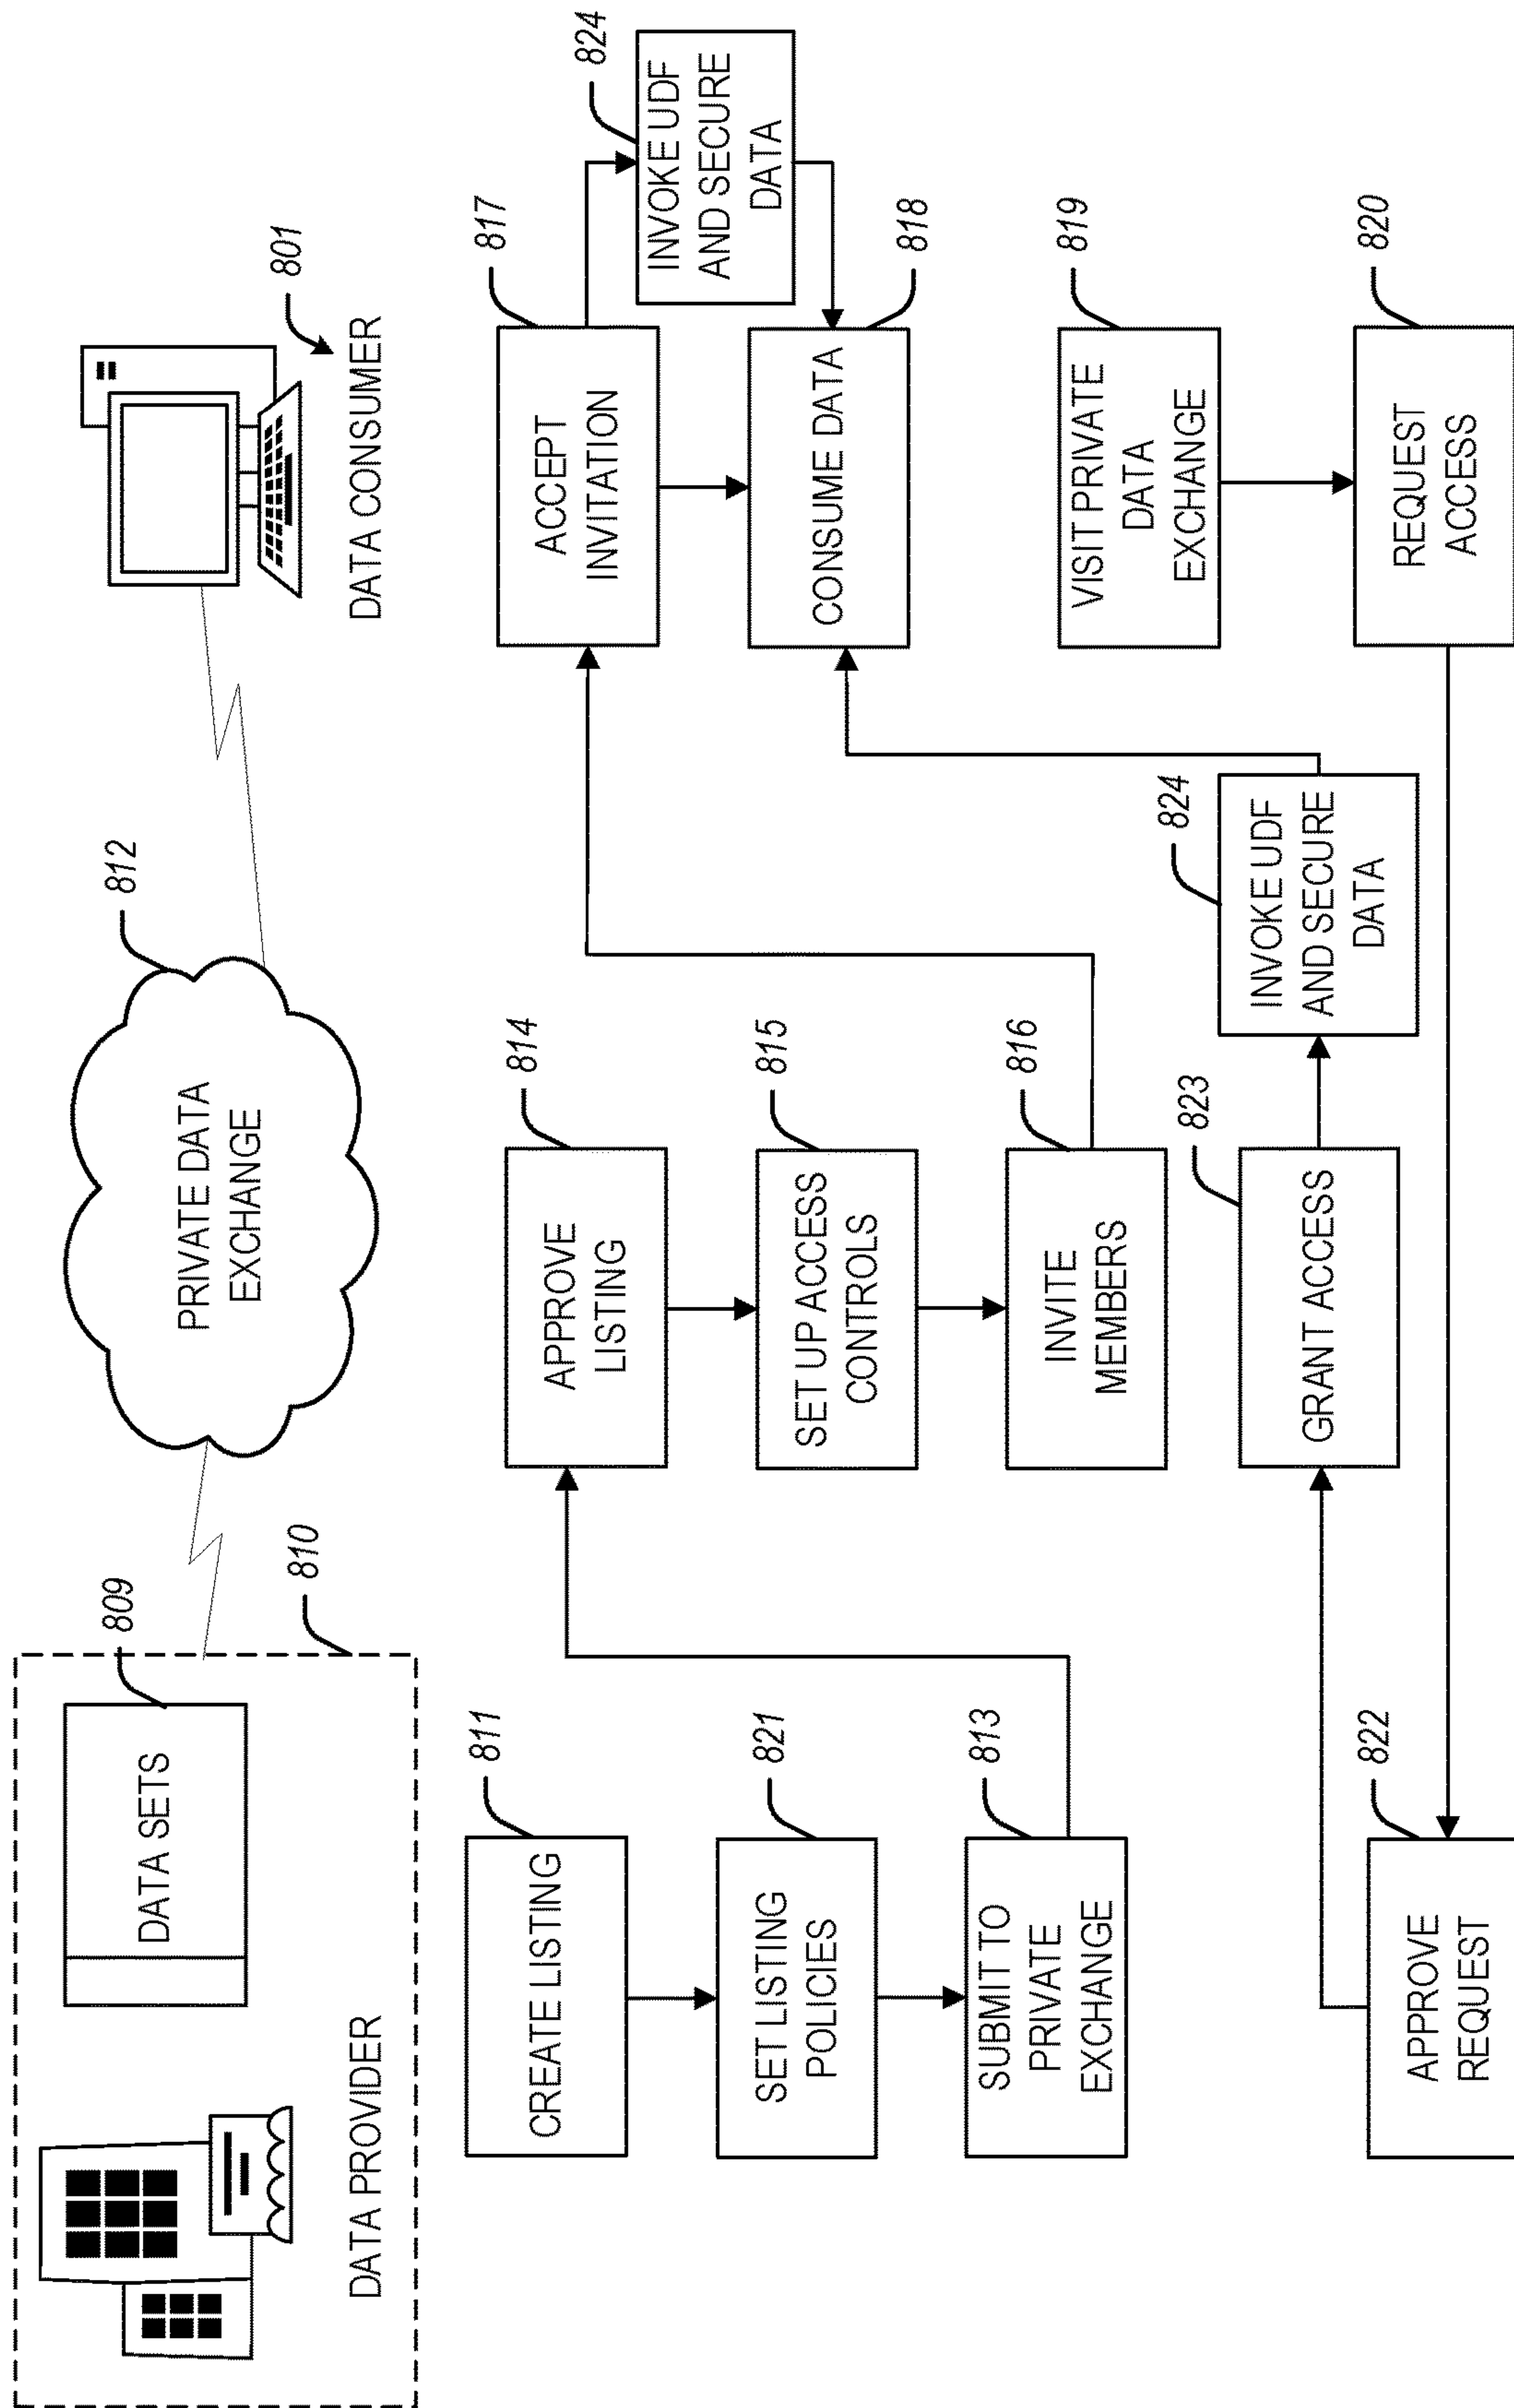 809
DATA SETS
810
DATA PROVIDER
812
PRIVATE DATA
EXCHANGE
801
DATA CONSUMER
811
CREATE LISTING
821
SET LISTING
POLICIES
813
SUBMIT TO
PRIVATE
EXCHANGE
822
APPROVE
REQUEST
814
APPROVE
LISTING
815
SET UP ACCESS
CONTROLS
816
INVITE
MEMBERS
823
GRANT ACCESS
824
INVOKE UDF
AND SECURE
DATA
817
ACCEPT
INVITATION
824
INVOKE UDF
AND SECURE
DATA
818
CONSUME DATA
819
VISIT PRIVATE
DATA
EXCHANGE
820
REQUEST
ACCESS